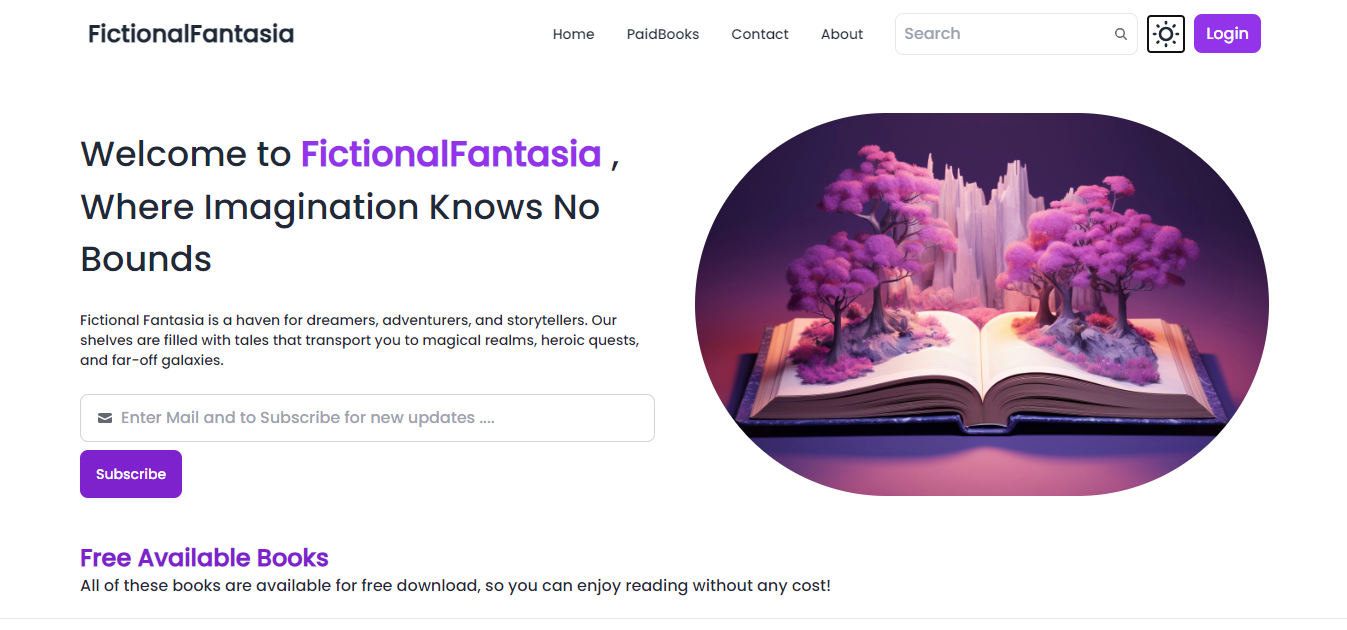 FictionalFantasia
Home
PaidBooks
Contact
About
Search
Login
Welcome to FictionalFantasia ,
Where Imagination Knows No
Bounds
Fictional Fantasia is a haven for dreamers, adventurers, and storytellers. Our
shelves are filled with tales that transport you to magical realms, heroic quests,
and far-off galaxies.
Enter Mail and to Subscribe for new updates ....
Subscribe
Free Available Books
All of these books are available for free download, so you can enjoy reading without any cost!